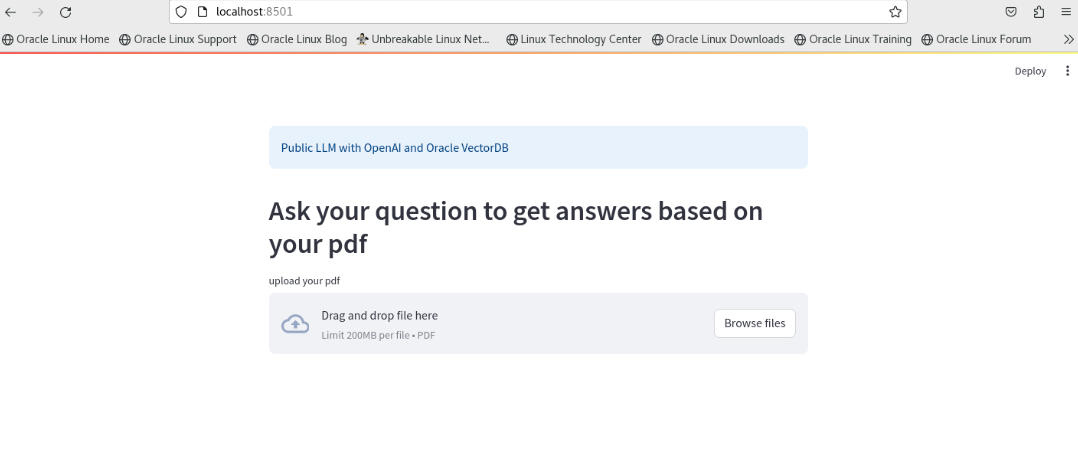 localhost:8501
Oracle Linux Home Oracle Linux Support Oracle Linux Blog Unbreakable Linux Net... Linux Technology Center Oracle Linux Downloads Oracle Linux Training Oracle Linux Forum
Deploy
Public LLM with OpenAI and Oracle VectorDB
Ask your question to get answers based on
your pdf
upload your pdf
Drag and drop file here
Limit 200MB per file • PDF
Browse files